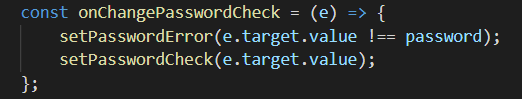 const onChangePasswordCheck = (e) => {
    setPasswordError(e.target.value !== password);
    setPasswordCheck(e.target.value);
};